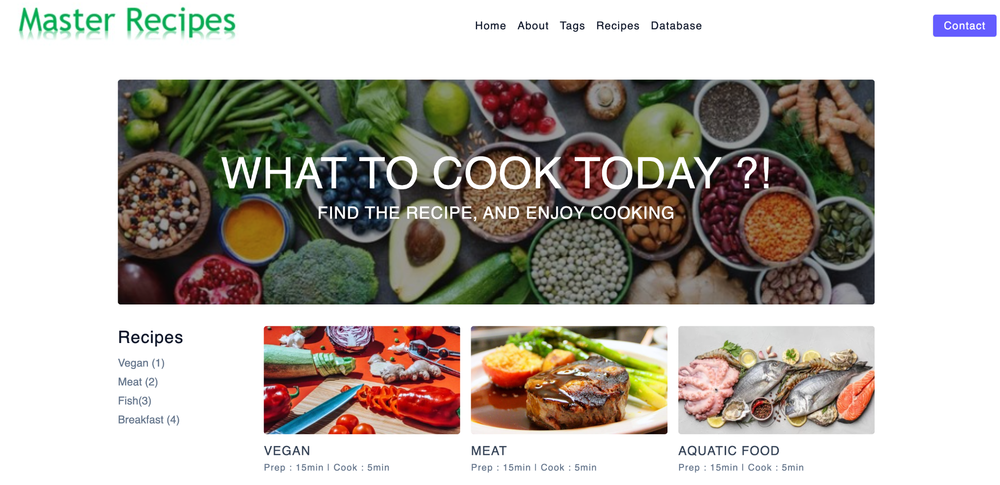 Master Recipes
Home About Tags Recipes Database
Contact
WHAT TO COOK TODAY ?!
FIND THE RECIPE, AND ENJOY COOKING
Recipes
Vegan (1)
Meat (2)
Fish(3)
Breakfast (4)
VEGAN
Prep : 15min | Cook : 5min
MEAT
Prep : 15min | Cook : 5min
AQUATIC FOOD
Prep : 15min | Cook : 5min